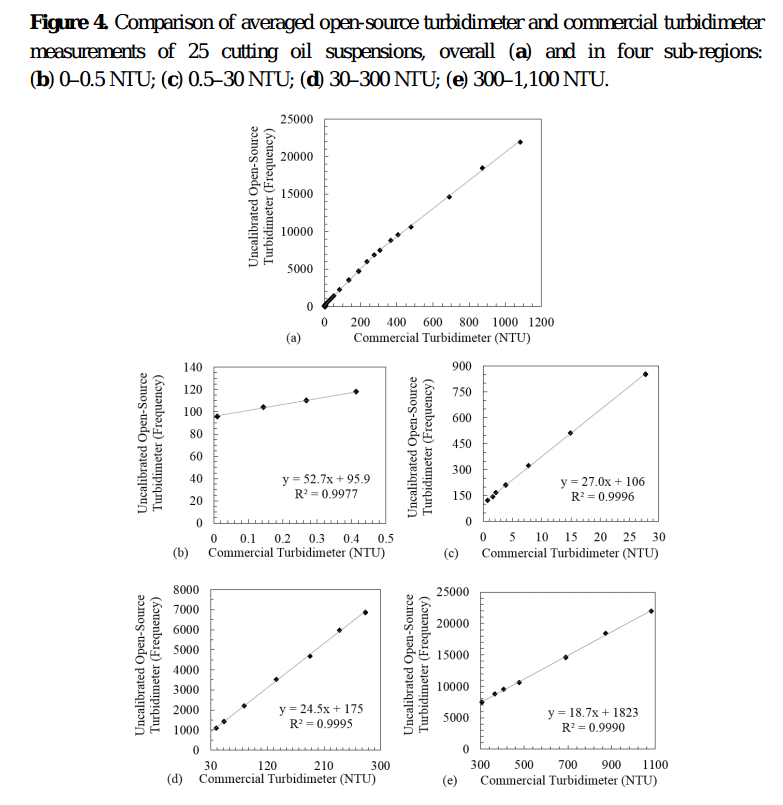 Figure 4. Comparison of averaged open-source turbidimeter and commercial turbidimeter
measurements of 25 cutting oil suspensions, overall (a) and in four sub-regions:
(b) 0–0.5 NTU; (c) 0.5–30 NTU; (d) 30–300 NTU; (e) 300–1,100 NTU.
Uncalibrated Open-Source
Turbidimeter (Frequency)
25000
20000
15000
10000
5000
0
0 200 400 600 800 1000 1200
(a) Commercial Turbidimeter (NTU)
Uncalibrated Open-Source
Turbidimeter (Frequency)
140
120
100
80
60
40
20
0
y = 52.7x + 95.9
R² = 0.9977
0 0.1 0.2 0.3 0.4 0.5
(b) Commercial Turbidimeter (NTU)
Uncalibrated Open-Source
Turbidimeter (Frequency)
900
750
600
450
300
150
0
y = 27.0x + 106
R² = 0.9996
0 5 10 15 20 25 30
(c) Commercial Turbidimeter (NTU)
Uncalibrated Open-Source
Turbidimeter (Frequency)
8000
7000
6000
5000
4000
3000
2000
1000
0
y = 24.5x + 175
R² = 0.9995
30 120 210 300
(d) Commercial Turbidimeter (NTU)
Uncalibrated Open-Source
Turbidimeter (Frequency)
25000
20000
15000
10000
5000
0
y = 18.7x + 1823
R² = 0.9990
300 500 700 900 1100
(e) Commercial Turbidimeter (NTU)